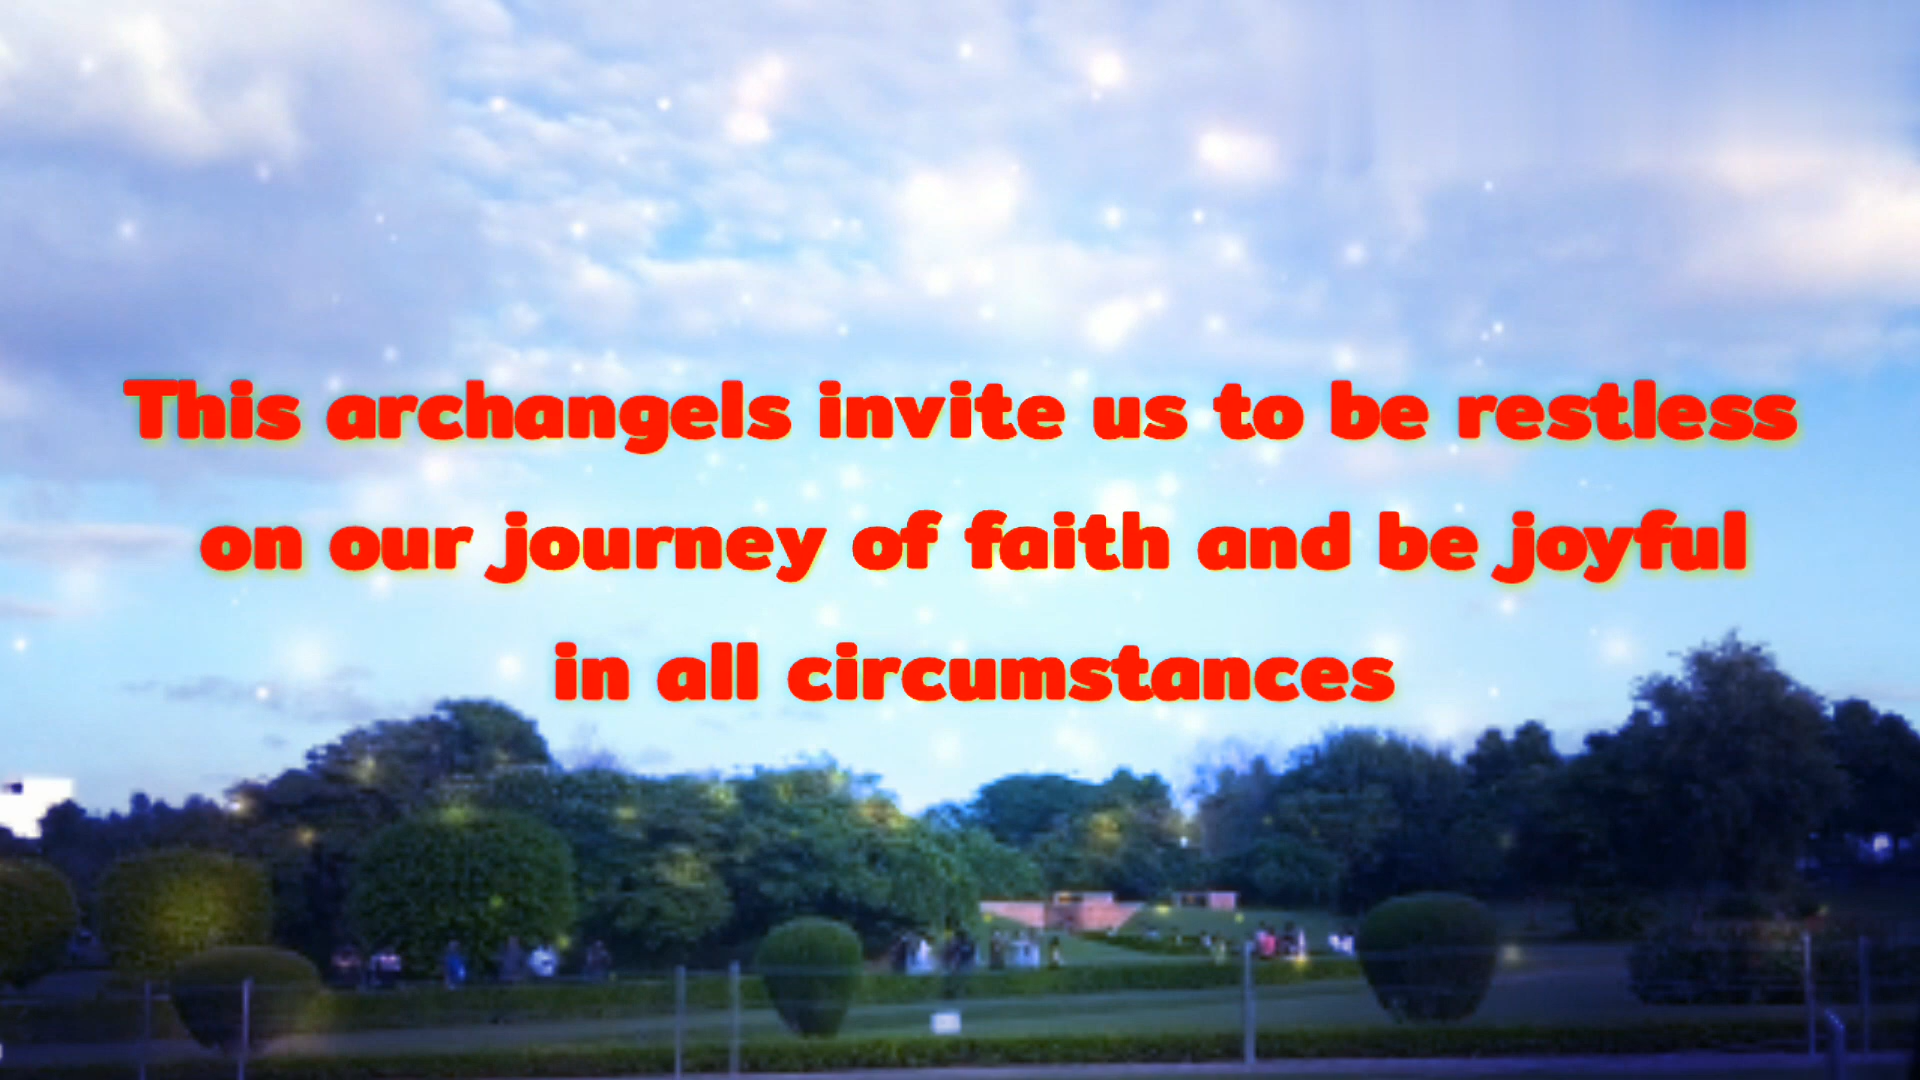 This archangels invite us to be restless
on our journey of faith and be joyful
in all circumstances